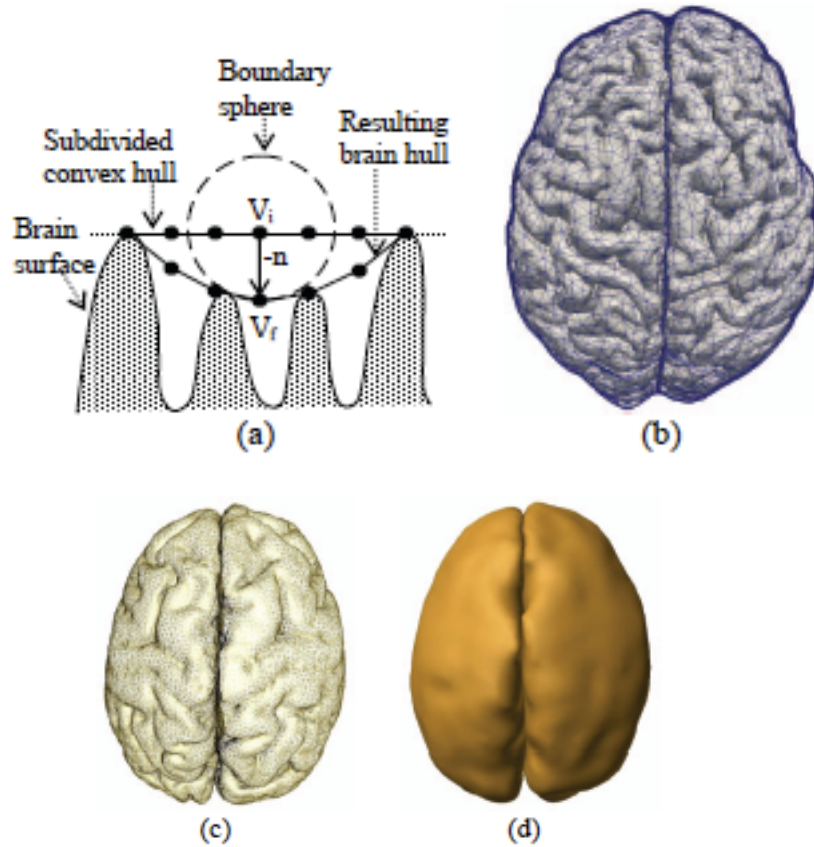 Boundary
sphere
Subdivided
convex hull
Resulting
brain hull
Brain
surface
Vi
-n
Vf
(a)
(b)
(c)
(d)